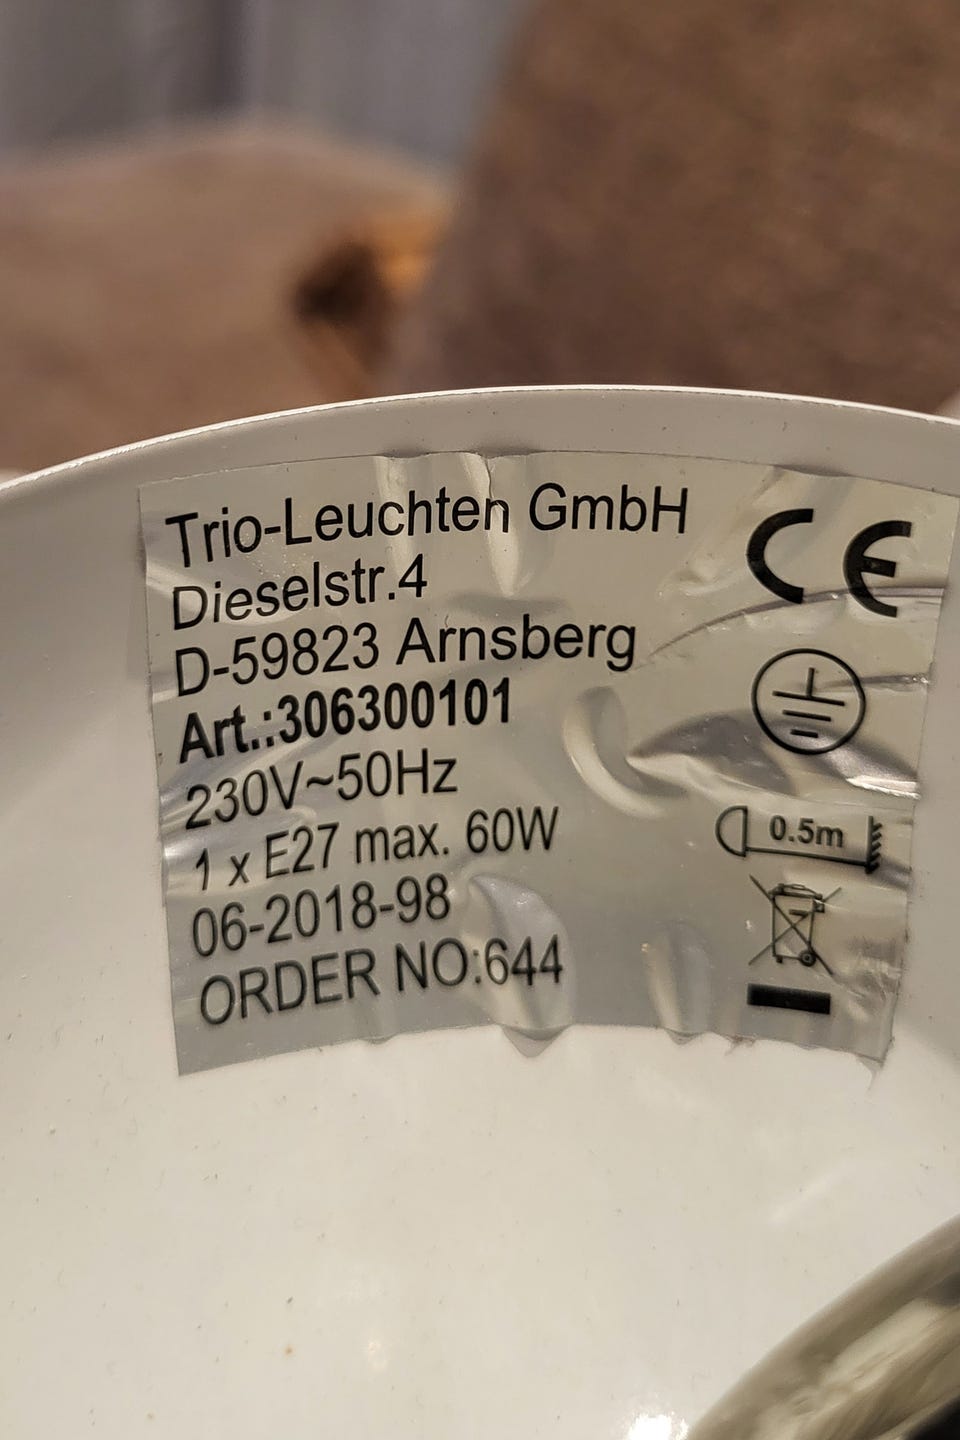 Trio-Leuchten GmbH
Dieselstr.4
D-59823 Arnsberg
Art.:306300101
230V~50Hz
1 x E27 max. 60W
06-2018-98
ORDER NO:644
CE
0.5m